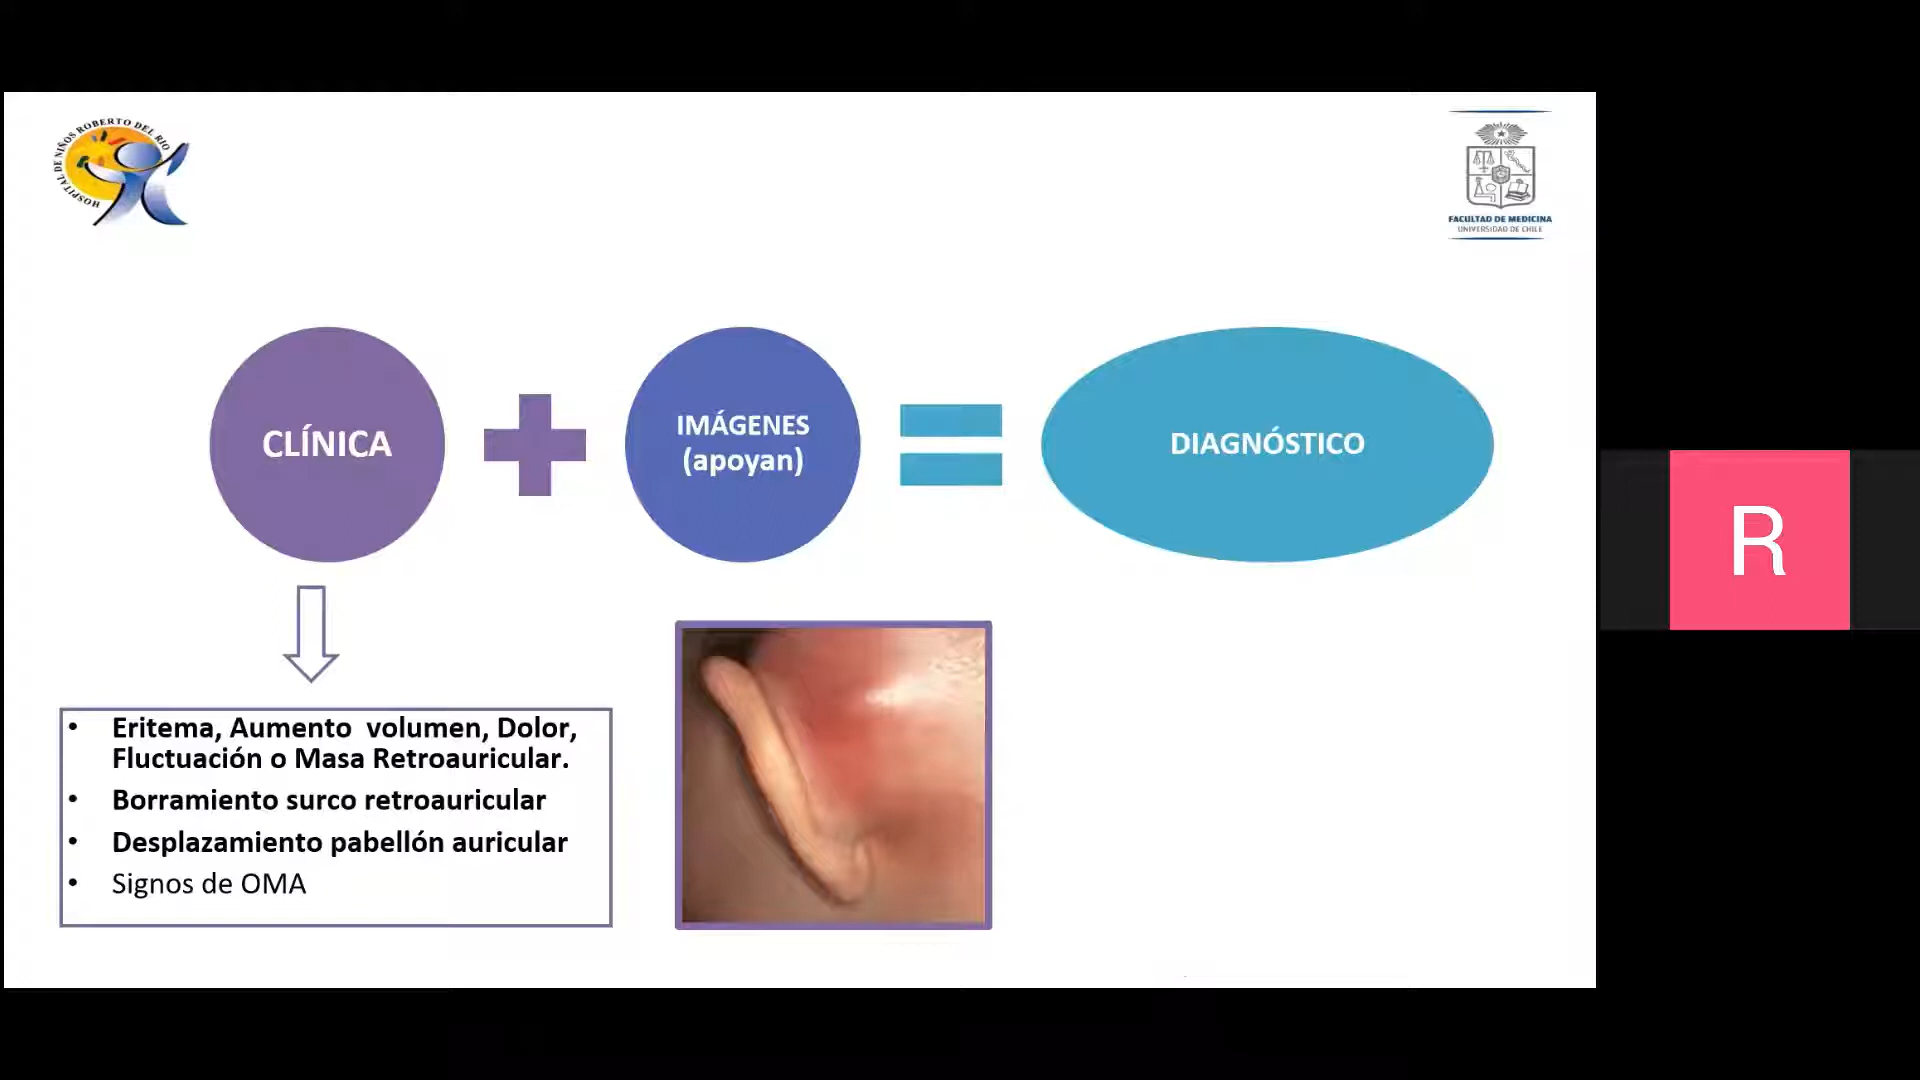 HOSPITAL DE NIÑOS ROBERTO DEL RIO
FACULTAD DE MEDICINA
UNIVERSIDAD DE CHILE
CLÍNICA
IMÁGENES
(apoyan)
DIAGNÓSTICO
R
• Eritema, Aumento volumen, Dolor,
Fluctuación o Masa Retroauricular.
• Borramiento surco retroauricular
• Desplazamiento pabellón auricular
• Signos de OMA